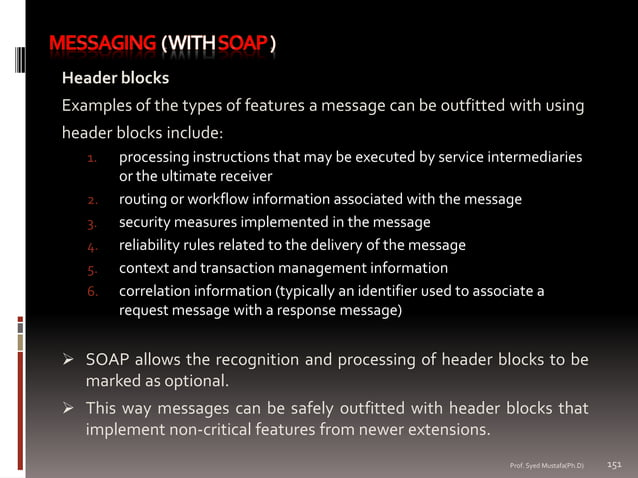 MESSAGING (WITH SOAP)
Header blocks
Examples of the types of features a message can be outfitted with using
header blocks include:
1. processing instructions that may be executed by service intermediaries
or the ultimate receiver
2. routing or workflow information associated with the message
3. security measures implemented in the message
4. reliability rules related to the delivery of the message
5. context and transaction management information
6. correlation information (typically an identifier used to associate a
request message with a response message)
➢ SOAP allows the recognition and processing of header blocks to be
marked as optional.
➢ This way messages can be safely outfitted with header blocks that
implement non-critical features from newer extensions.
Prof. Syed Mustafa(Ph.D) 151